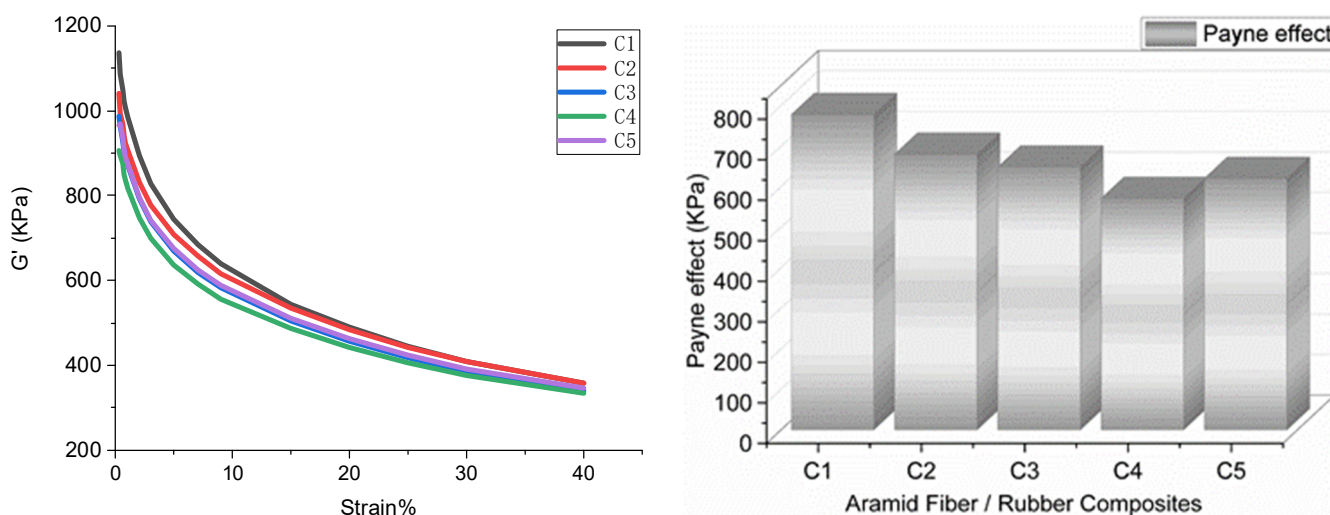 1200
1000
800
600
400
200
G' (KPa)
0
10
20
30
40
Strain%
C1
C2
C3
C4
C5
Payne effect
800
700
600
500
400
300
200
100
0
Payne effect (KPa)
C1
C2
C3
C4
C5
Aramid Fiber / Rubber Composites